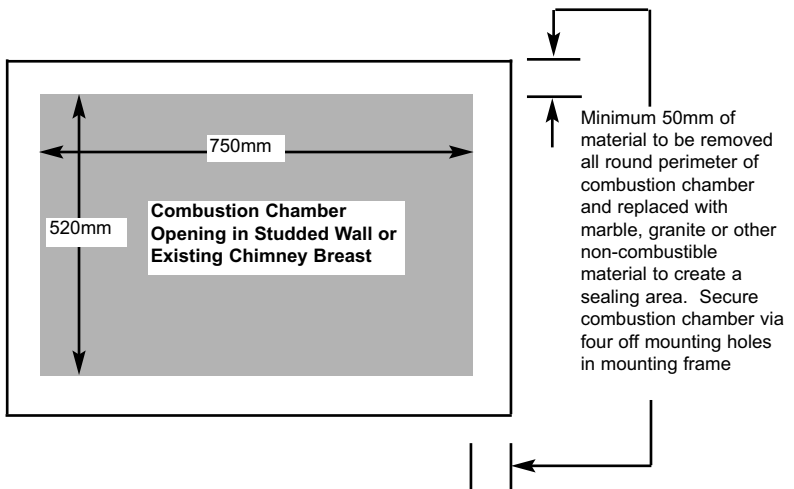 750mm
520mm
Combustion Chamber
Opening in Studded Wall or
Existing Chimney Breast
Minimum 50mm of
material to be removed
all round perimeter of
combustion chamber
and replaced with
marble, granite or other
non-combustible
material to create a
sealing area.  Secure
combustion chamber via
four off mounting holes
in mounting frame